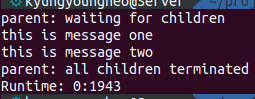 kyungyoungheo@Server ~/pro
parent: waiting for children
this is message one
this is message two
parent: all children terminated
Runtime: 0:1943